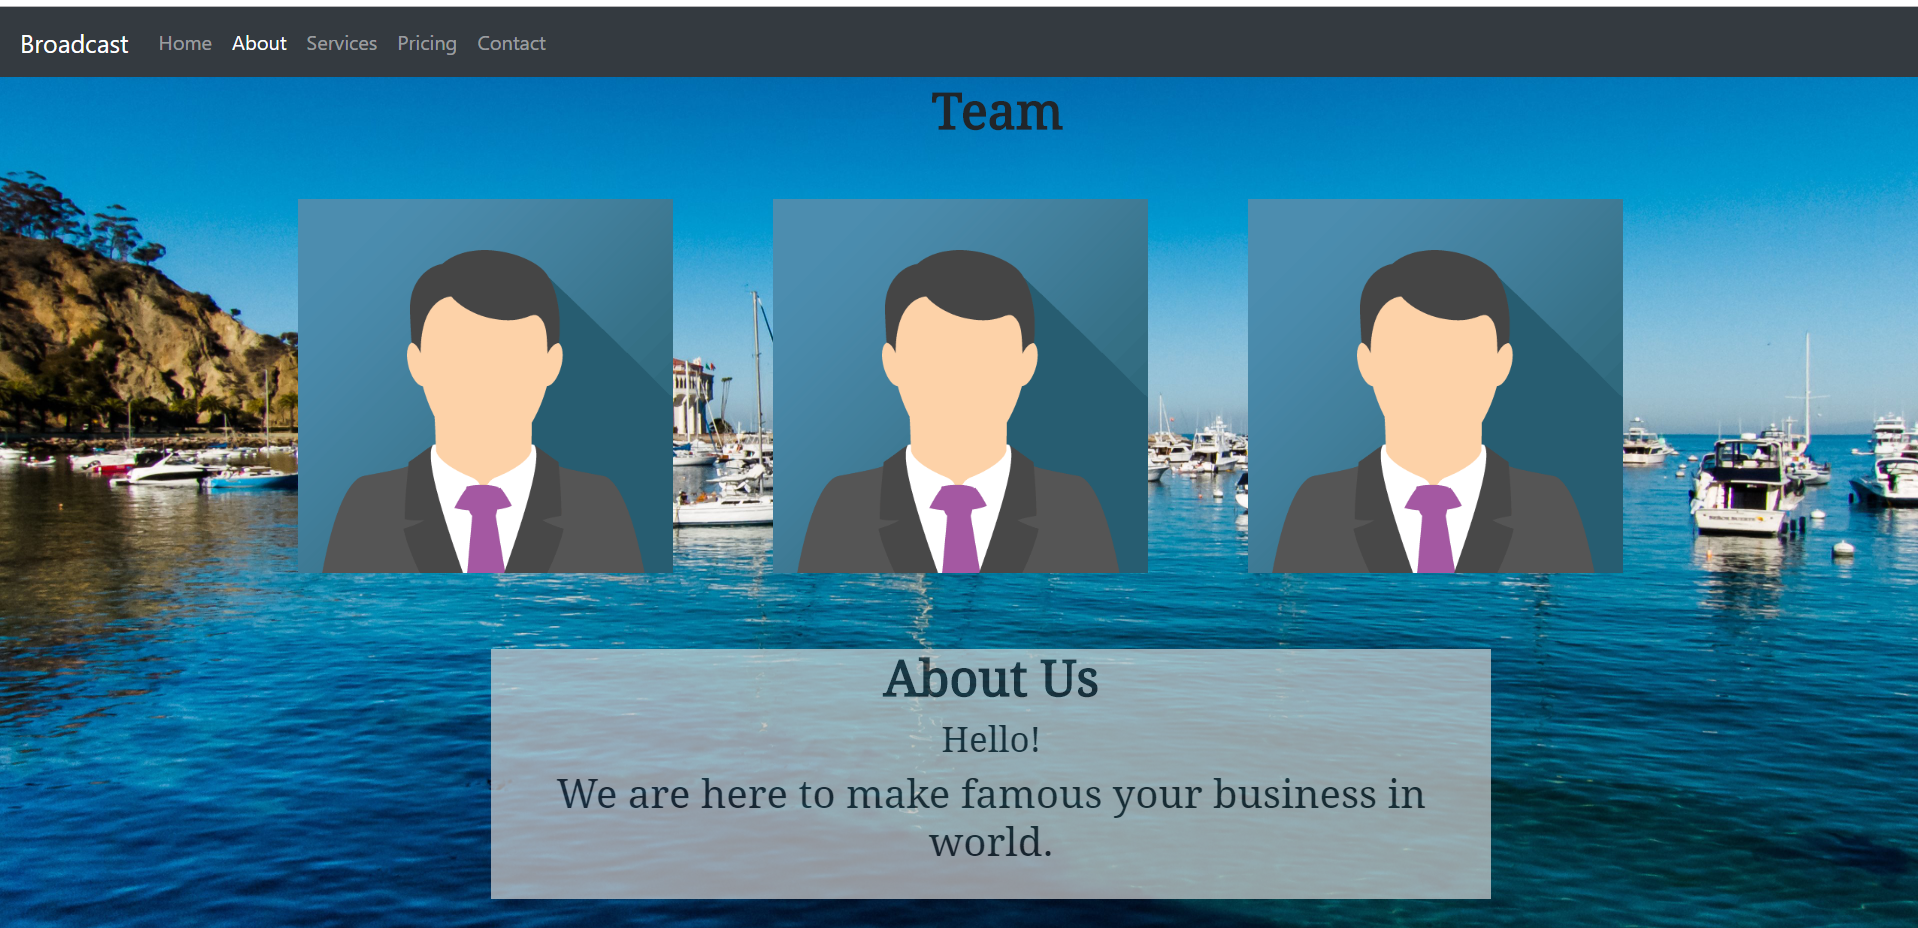 Broadcast Home About Services Pricing Contact
Team
About Us
Hello!
We are here to make famous your business in
world.